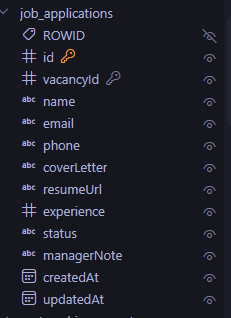 job_applications
ROWID
id
vacancyId
name
email
phone
coverLetter
resumeUrl
experience
status
managerNote
createdAt
updatedAt